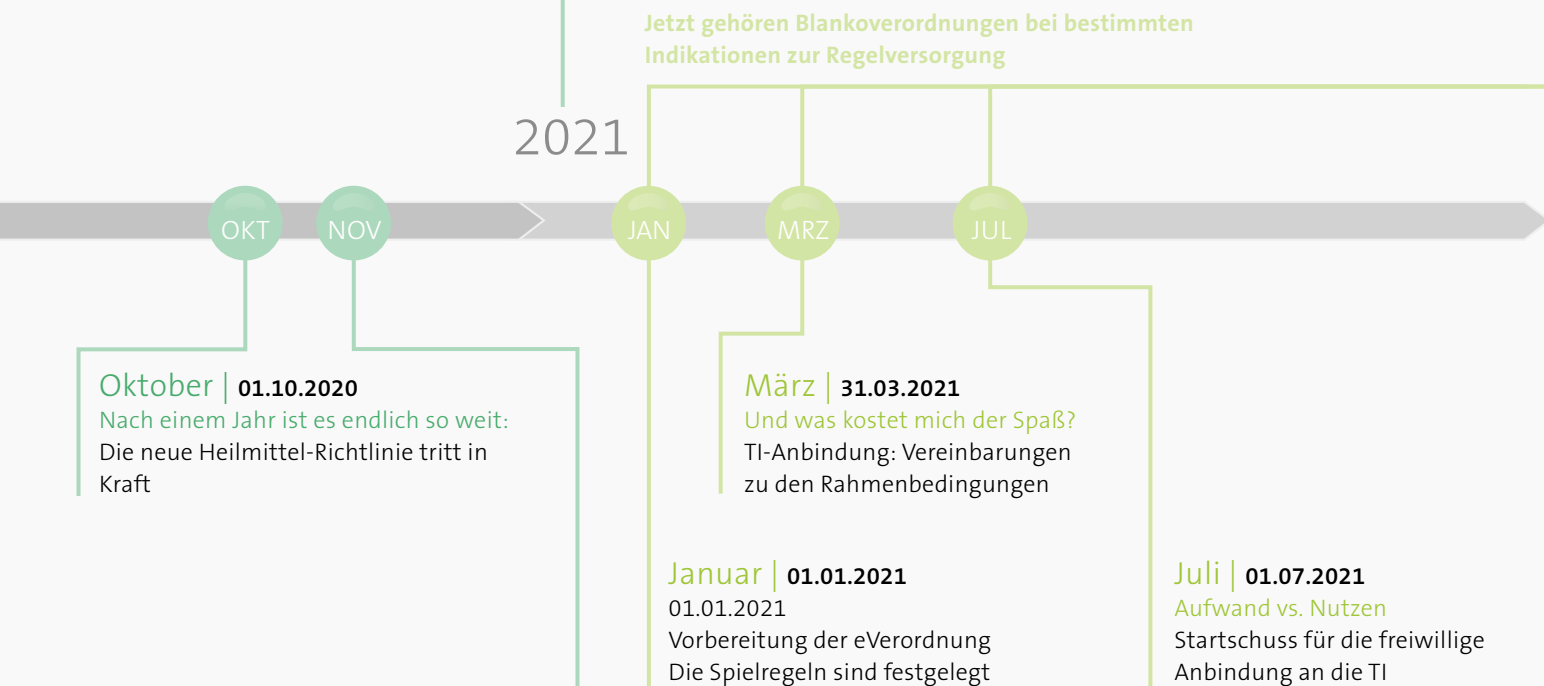 Jetzt gehören Blankoverordnungen bei bestimmten
Indikationen zur Regelversorgung
2021
OKT
NOV
JAN
MRZ
JUL
Oktober | 01.10.2020
Nach einem Jahr ist es endlich so weit:
Die neue Heilmittel-Richtlinie tritt in
Kraft
März | 31.03.2021
Und was kostet mich der Spaß?
TI-Anbindung: Vereinbarungen
zu den Rahmenbedingungen
Januar | 01.01.2021
01.01.2021
Vorbereitung der eVerordnung
Die Spielregeln sind festgelegt
Juli | 01.07.2021
Aufwand vs. Nutzen
Startschuss für die freiwillige
Anbindung an die TI